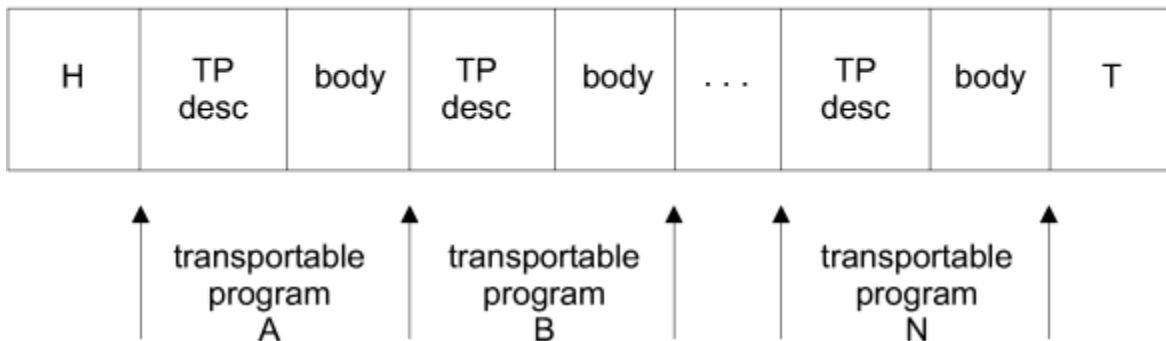 H
TP
desc
body
TP
desc
body
. . .
TP
desc
body
T
transportable
program
A
transportable
program
B
transportable
program
N